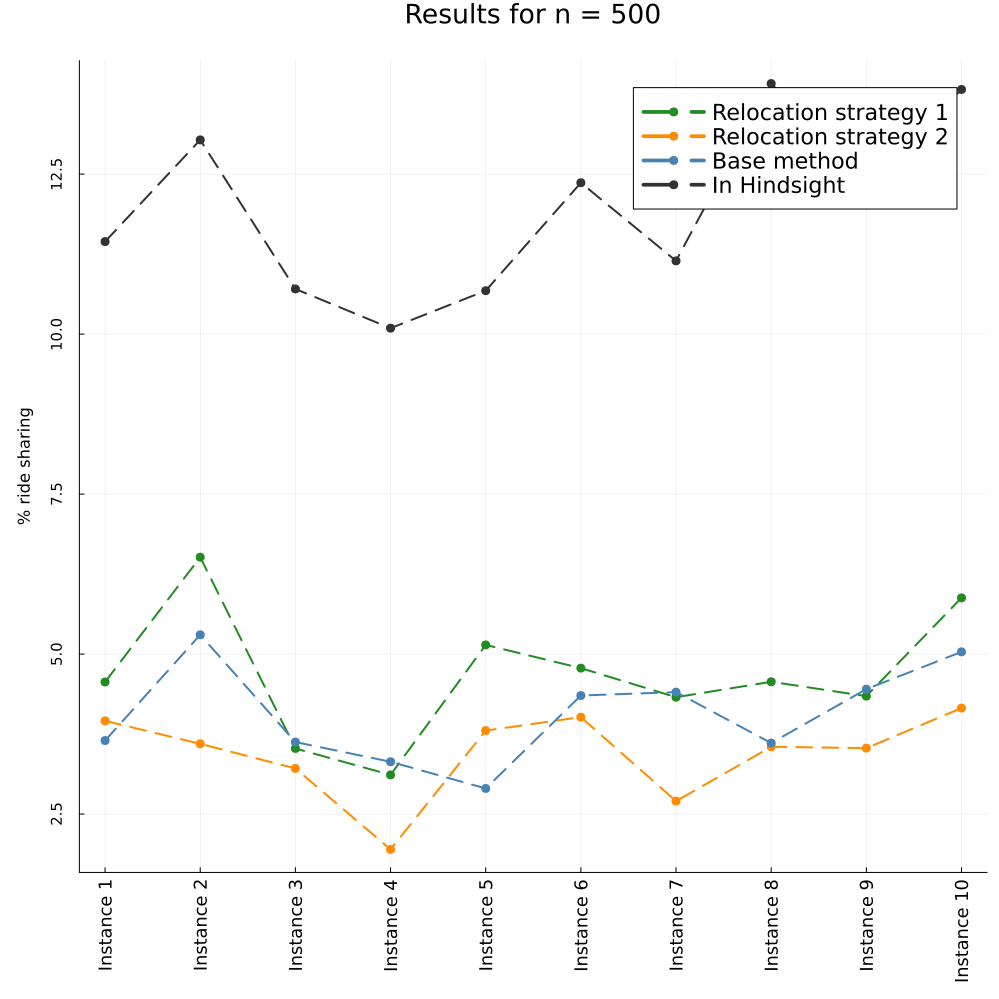 Results for n = 500
Relocation strategy 1
Relocation strategy 2
Base method
In Hindsight
% ride sharing
12.5
10.0
7.5
5.0
2.5
Instance 1
Instance 2
Instance 3
Instance 4
Instance 5
Instance 6
Instance 7
Instance 8
Instance 9
Instance 10